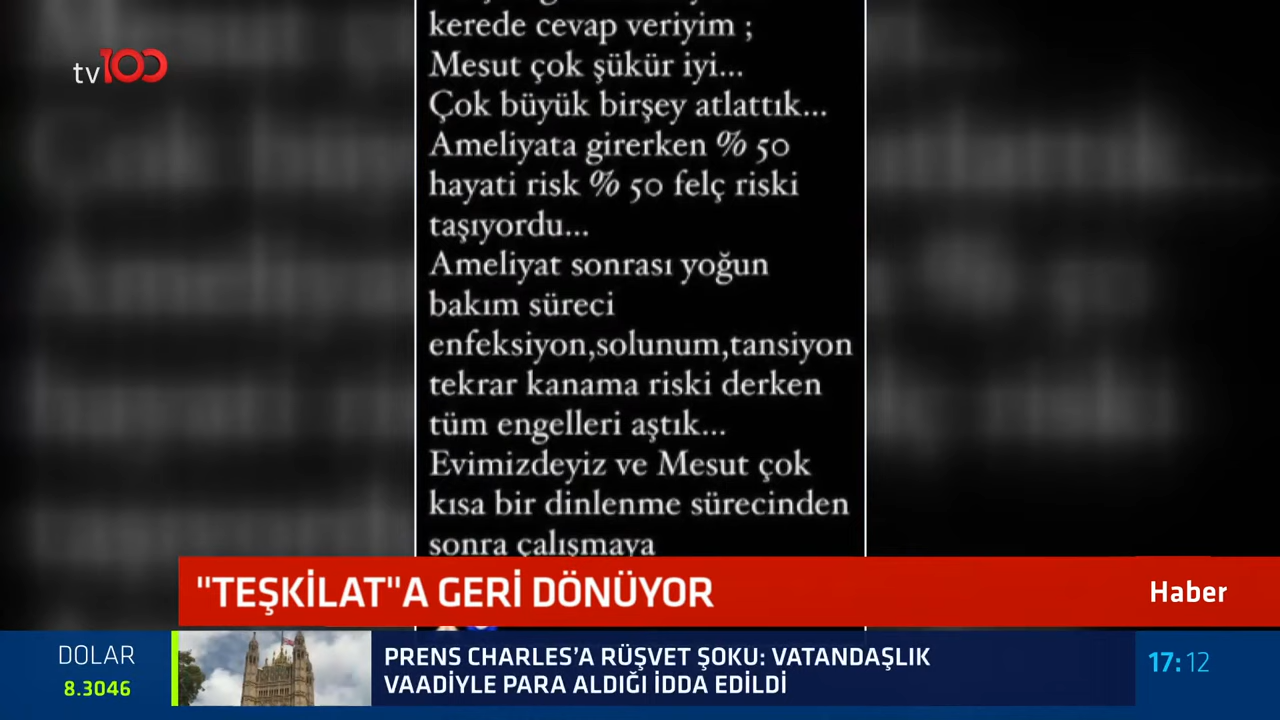 tv100
kerede cevap veriyim ;
Mesut çok şükür iyi...
Çok büyük birşey atlattık...
Ameliyata girerken % 50
hayati risk % 50 felç riski
taşıyordu...
Ameliyat sonrası yoğun
bakım süreci
enfeksiyon,solunum,tansiyon
tekrar kanama riski derken
tüm engelleri aştık...
Evimizdeyiz ve Mesut çok
kısa bir dinlenme sürecinden
sonra çalışmaya
"TEŞKİLAT"A GERİ DÖNÜYOR
Haber
DOLAR
8.3046
PRENS CHARLES'A RÜŞVET ŞOKU: VATANDAŞLIK
VAADİYLE PARA ALDIĞI İDDA EDİLDİ
17:12